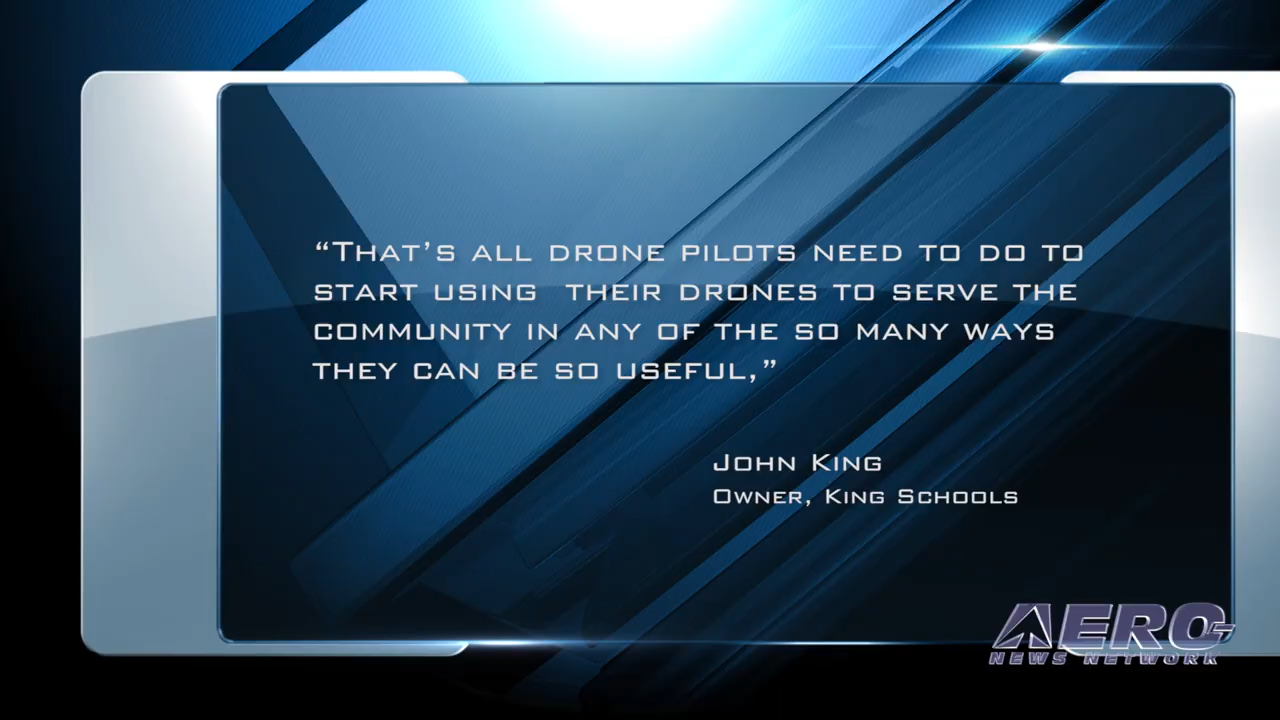 “That’s all drone pilots need to do to
start using  their drones to serve the
community in any of the so many ways
they can be so useful,”
John King
Owner, King Schools
AERO-
NEWS NETWORK